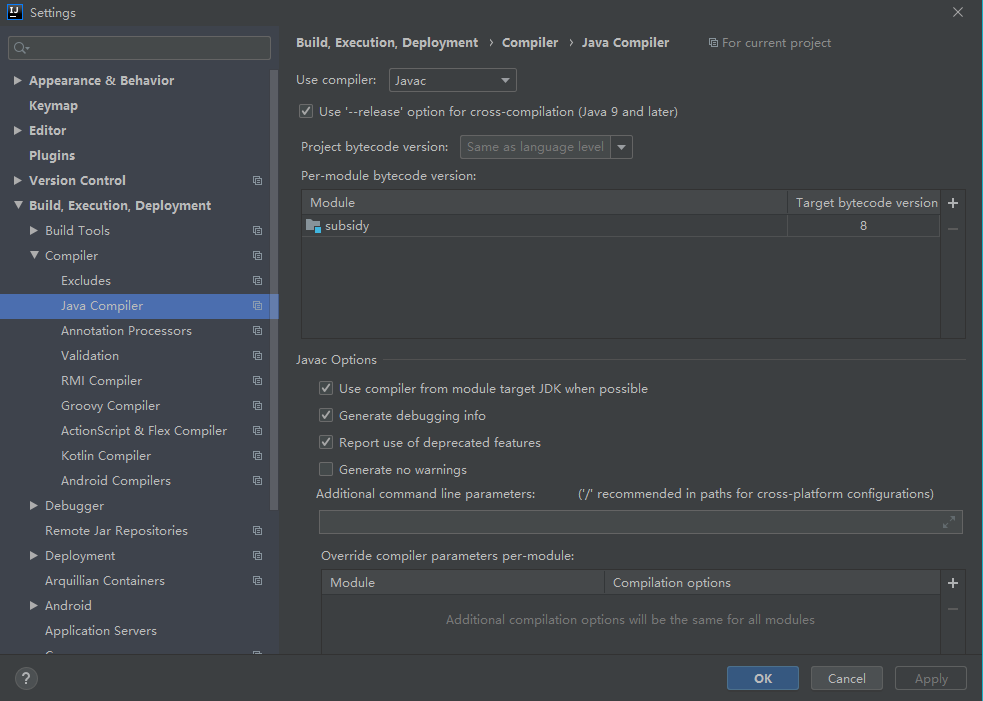 IJ Settings
Build, Execution, Deployment › Compiler › Java Compiler For current project
Appearance & Behavior
Keymap
Editor
Plugins
Version Control
Build, Execution, Deployment
Build Tools
Compiler
Excludes
Java Compiler
Annotation Processors
Validation
RMI Compiler
Groovy Compiler
ActionScript & Flex Compiler
Kotlin Compiler
Android Compilers
Debugger
Remote Jar Repositories
Deployment
Arquillian Containers
Android
Application Servers
Use compiler: Javac
Use '--release' option for cross-compilation (Java 9 and later)
Project bytecode version: Same as language level
Per-module bytecode version:
Module Target bytecode version
subsidy 8
Javac Options
Use compiler from module target JDK when possible
Generate debugging info
Report use of deprecated features
Generate no warnings
Additional command line parameters: ('/' recommended in paths for cross-platform configurations)
Override compiler parameters per-module:
Module Compilation options
Additional compilation options will be the same for all modules
? OK Cancel Apply